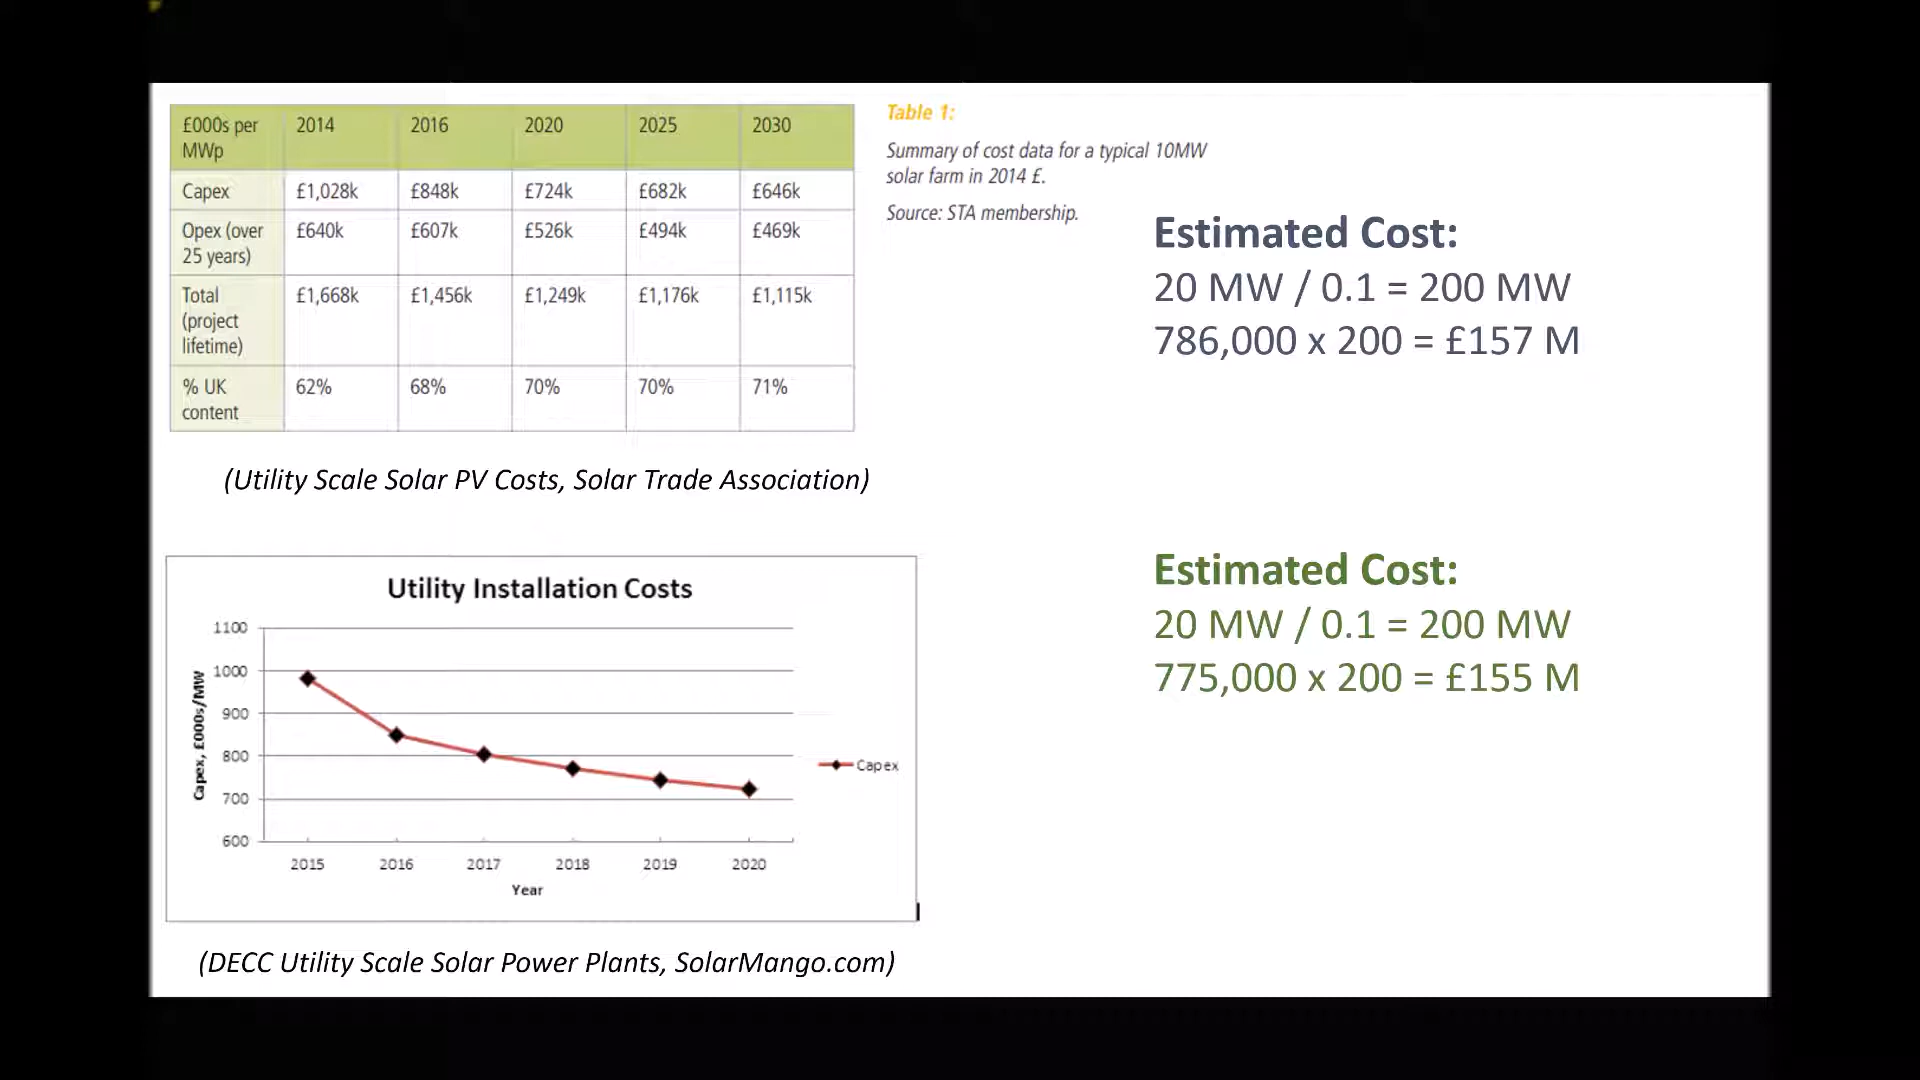 £000s per MWp 2014 2016 2020 2025 2030
Capex £1,028k £848k £724k £682k £646k
Opex (over 25 years) £640k £607k £526k £494k £469k
Total (project lifetime) £1,668k £1,456k £1,249k £1,176k £1,115k
% UK content 62% 68% 70% 70% 71%
Table 1:
Summary of cost data for a typical 10MW
solar farm in 2014 £.
Source: STA membership.
(Utility Scale Solar PV Costs, Solar Trade Association)
Estimated Cost:
20 MW / 0.1 = 200 MW
786,000 x 200 = £157 M
Utility Installation Costs
1100
1000
900
800
700
600
Capex, £000s/MW
2015 2016 2017 2018 2019 2020
Year
Capex
(DECC Utility Scale Solar Power Plants, SolarMango.com)
Estimated Cost:
20 MW / 0.1 = 200 MW
775,000 x 200 = £155 M